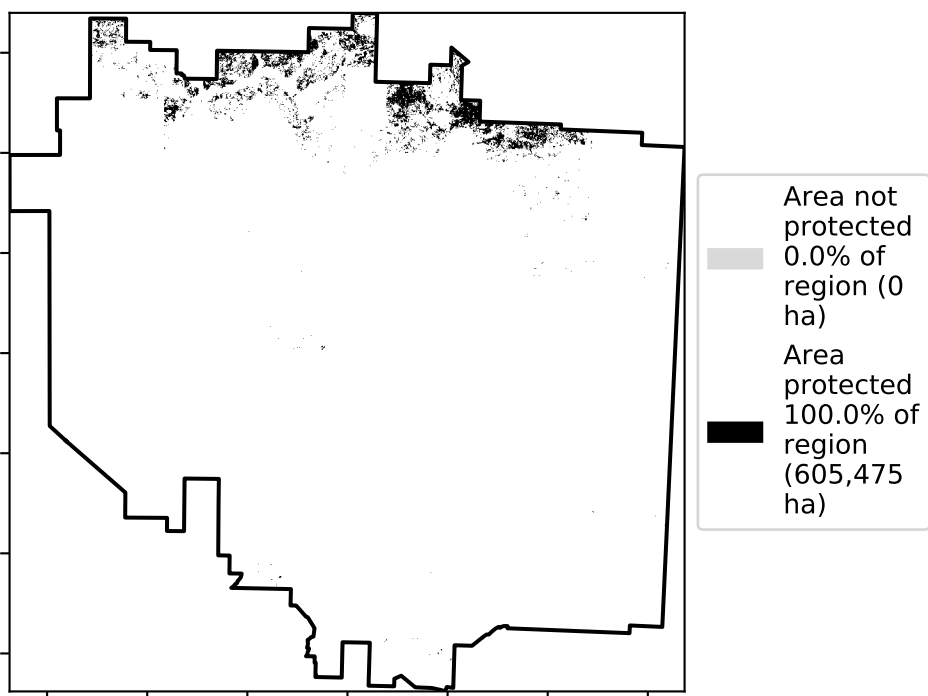 Area not
protected
0.0% of
region (0
ha)
Area
protected
100.0% of
region
(605,475
ha)